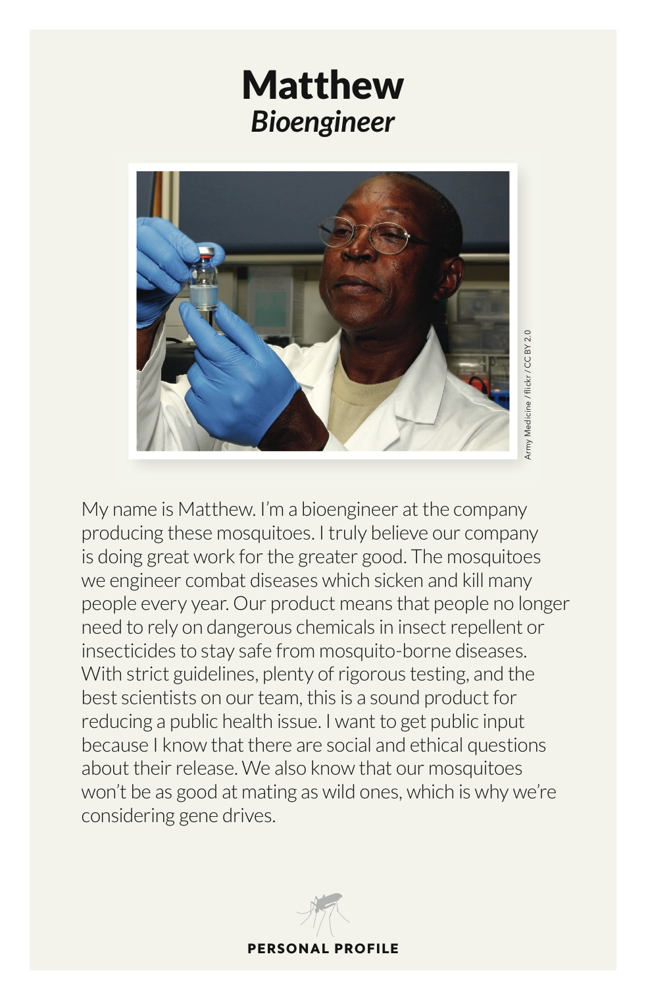 Matthew
Bioengineer
Army Medicine / flickr / CC BY 2.0
My name is Matthew. I’m a bioengineer at the company
producing these mosquitoes. I truly believe our company
is doing great work for the greater good. The mosquitoes
we engineer combat diseases which sicken and kill many
people every year. Our product means that people no longer
need to rely on dangerous chemicals in insect repellent or
insecticides to stay safe from mosquito-borne diseases.
With strict guidelines, plenty of rigorous testing, and the
best scientists on our team, this is a sound product for
reducing a public health issue. I want to get public input
because I know that there are social and ethical questions
about their release. We also know that our mosquitoes
won’t be as good at mating as wild ones, which is why we’re
considering gene drives.
PERSONAL PROFILE